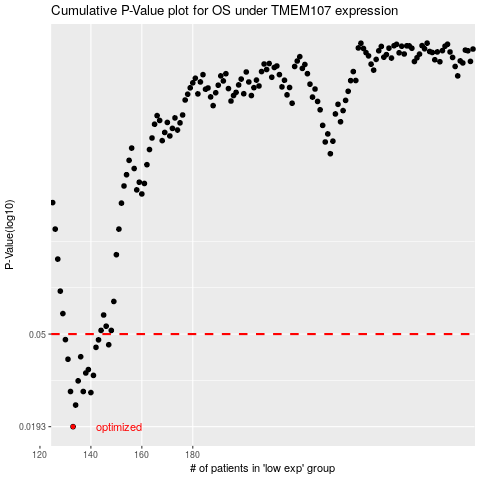 Cumulative P-Value plot for OS under TMEM107 expression
P-Value(log10)
0.05
0.0193
optimized
120 140 160 180
# of patients in 'low exp' group